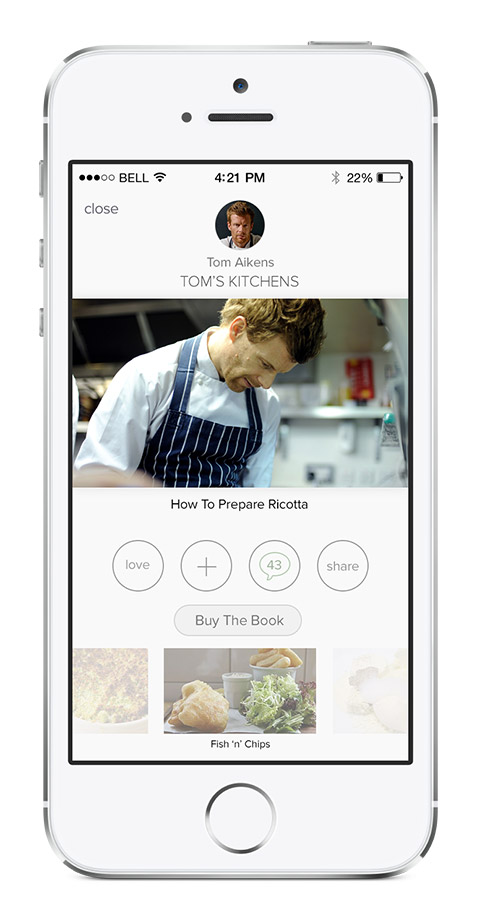 BELL 4:21 PM 22%
close
Tom Aikens
TOM'S KITCHENS
How To Prepare Ricotta
love + 43 share
Buy The Book
Fish ‘n’ Chips